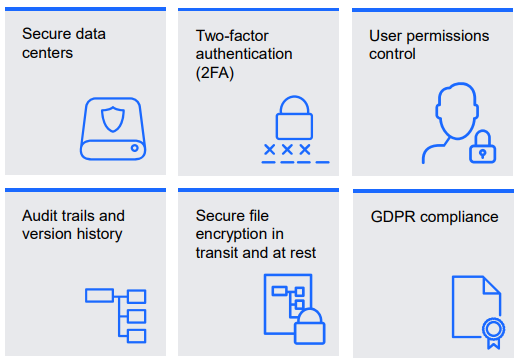 Secure data
centers
Two-factor
authentication
(2FA)
User permissions
control
Audit trails and
version history
Secure file
encryption in
transit and at rest
GDPR compliance